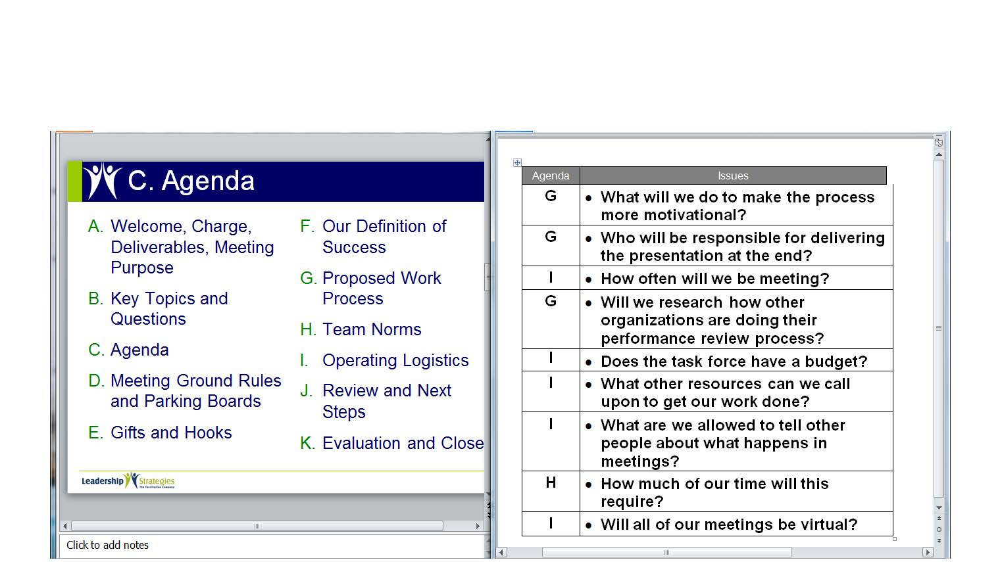 C. Agenda
A. Welcome, Charge,
Deliverables, Meeting
Purpose
B. Key Topics and
Questions
C. Agenda
D. Meeting Ground Rules
and Parking Boards
E. Gifts and Hooks
F. Our Definition of
Success
G. Proposed Work
Process
H. Team Norms
I. Operating Logistics
J. Review and Next
Steps
K. Evaluation and Close
Leadership Strategies
The Facilitation Company
Click to add notes
Agenda Issues
G • What will we do to make the process
more motivational?
G • Who will be responsible for delivering
the presentation at the end?
I • How often will we be meeting?
G • Will we research how other
organizations are doing their
performance review process?
I • Does the task force have a budget?
I • What other resources can we call
upon to get our work done?
I • What are we allowed to tell other
people about what happens in
meetings?
H • How much of our time will this
require?
I • Will all of our meetings be virtual?